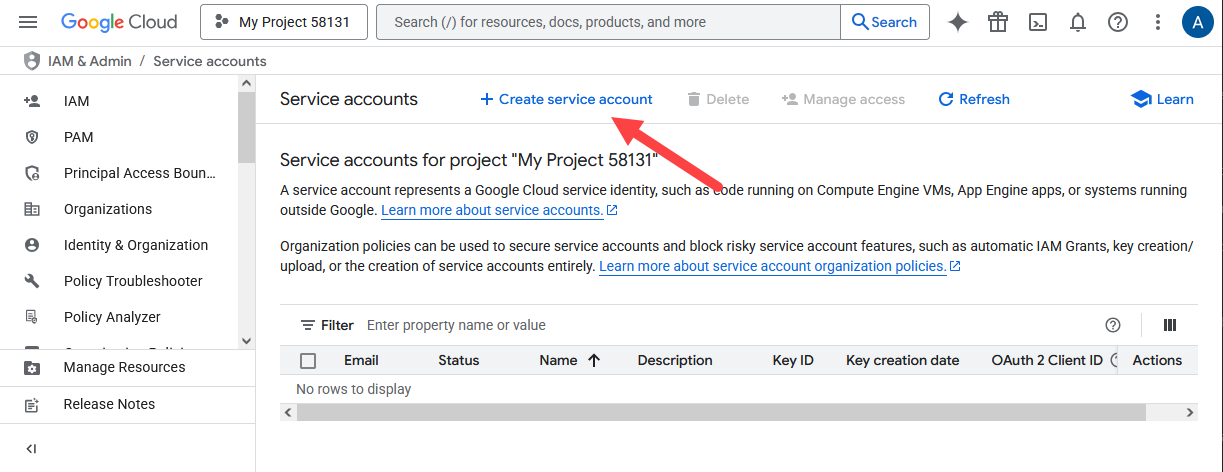 Google Cloud
My Project 58131
Search (/) for resources, docs, products, and more
Search
A
IAM & Admin / Service accounts
IAM
PAM
Principal Access Boun...
Organizations
Identity & Organization
Policy Troubleshooter
Policy Analyzer
Manage Resources
Release Notes
Service accounts
+ Create service account
Delete
Manage access
Refresh
Learn
Service accounts for project "My Project 58131"
A service account represents a Google Cloud service identity, such as code running on Compute Engine VMs, App Engine apps, or systems running
outside Google. Learn more about service accounts.
Organization policies can be used to secure service accounts and block risky service account features, such as automatic IAM Grants, key creation/
upload, or the creation of service accounts entirely. Learn more about service account organization policies.
Filter Enter property name or value
Email Status Name Description Key ID Key creation date OAuth 2 Client ID Actions
No rows to display